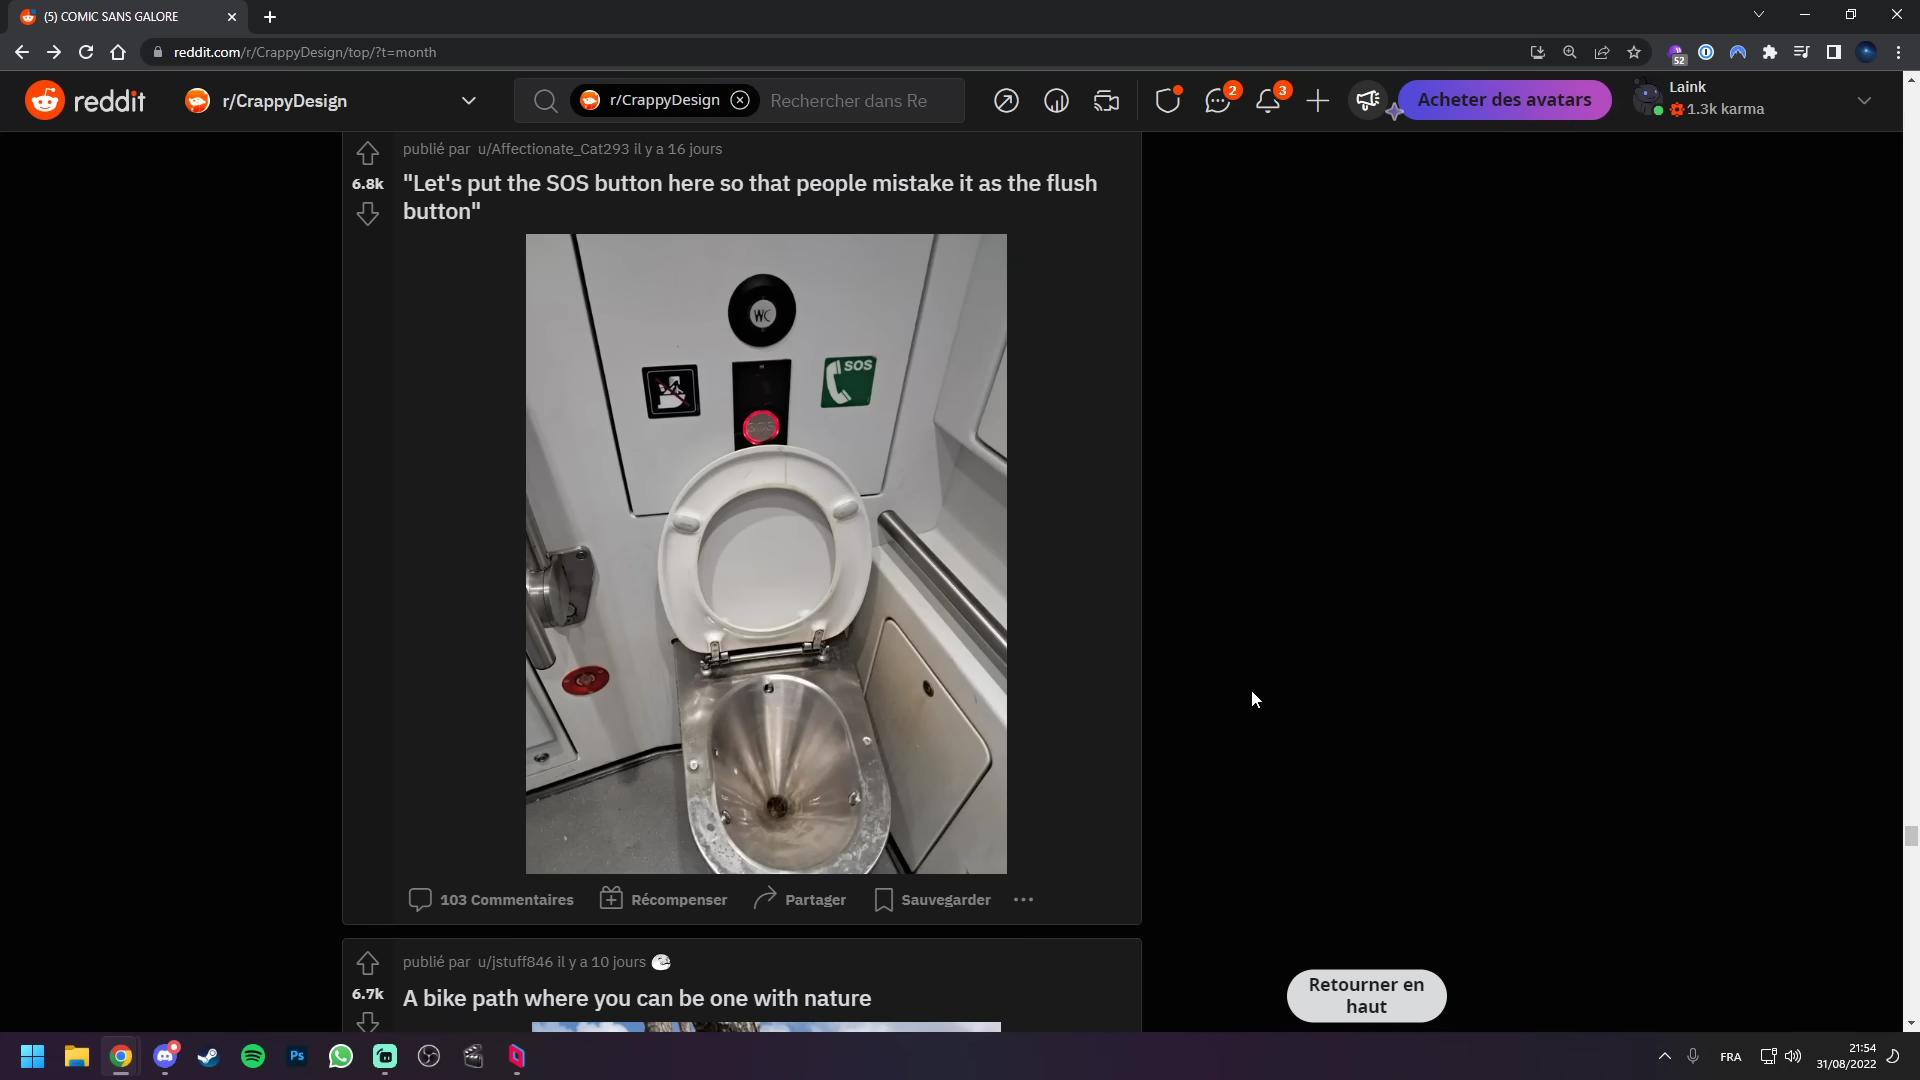 (5) COMIC SANS GALORE
reddit.com/r/CrappyDesign/top/?t=month
52
reddit
r/CrappyDesign
r/CrappyDesign
Rechercher dans Re
2
3
Acheter des avatars
Laink
1.3k karma
publié par u/Affectionate_Cat293 il y a 16 jours
6.8k
"Let's put the SOS button here so that people mistake it as the flush
button"
WC
SOS
SOS
103 Commentaires
Récompenser
Partager
Sauvegarder
publié par u/jstuff846 il y a 10 jours
6.7k
A bike path where you can be one with nature
Retourner en
haut
Ps
FRA
21:54
31/08/2022